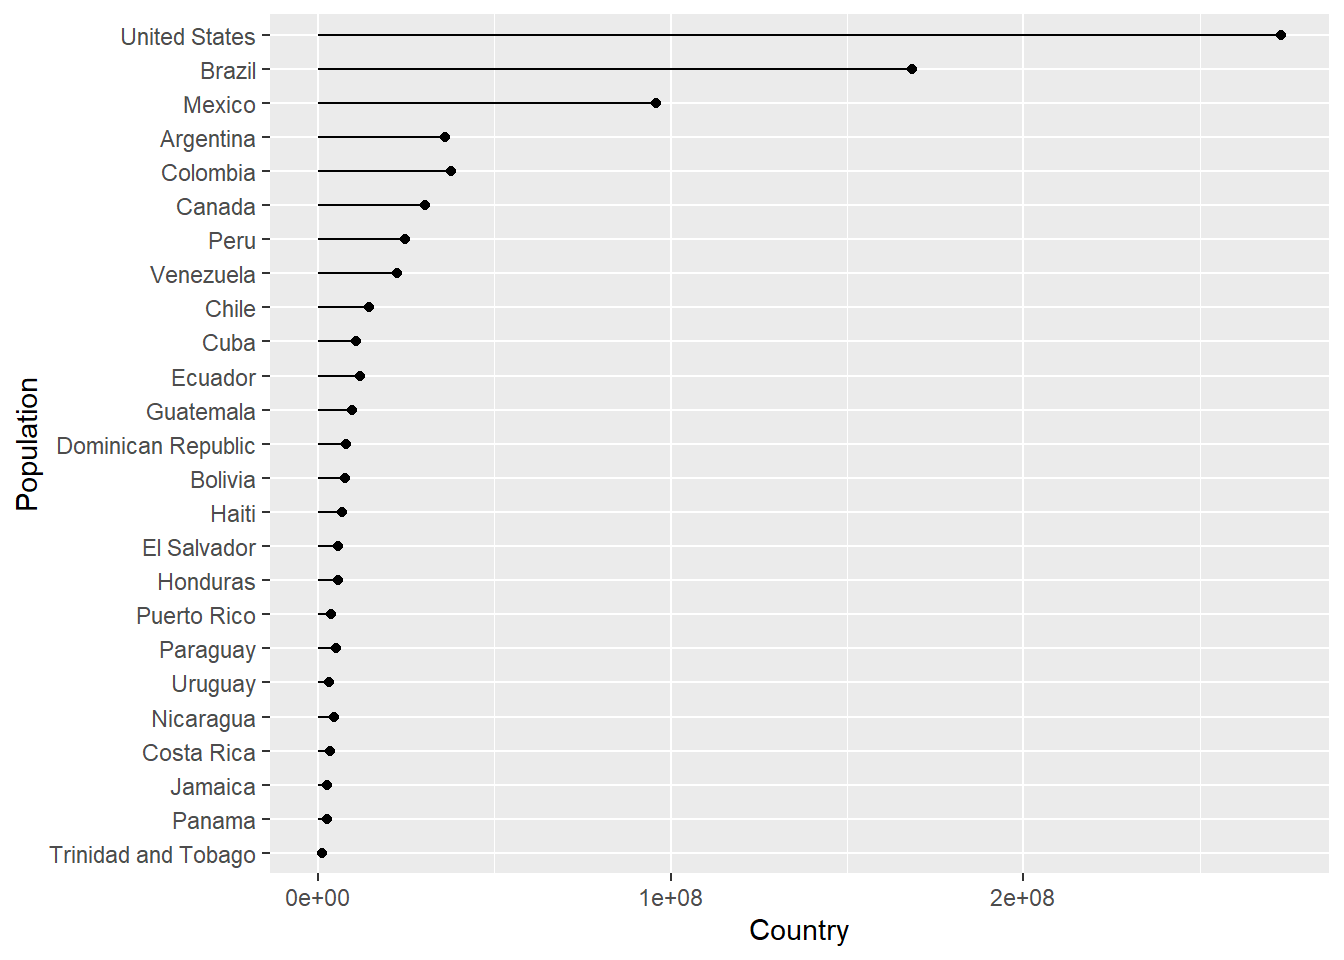 United States
Brazil
Mexico
Argentina
Colombia
Canada
Peru
Venezuela
Chile
Cuba
Ecuador
Guatemala
Dominican Republic
Bolivia
Haiti
El Salvador
Honduras
Puerto Rico
Paraguay
Uruguay
Nicaragua
Costa Rica
Jamaica
Panama
Trinidad and Tobago
Population
0e+00 1e+08 2e+08
Country